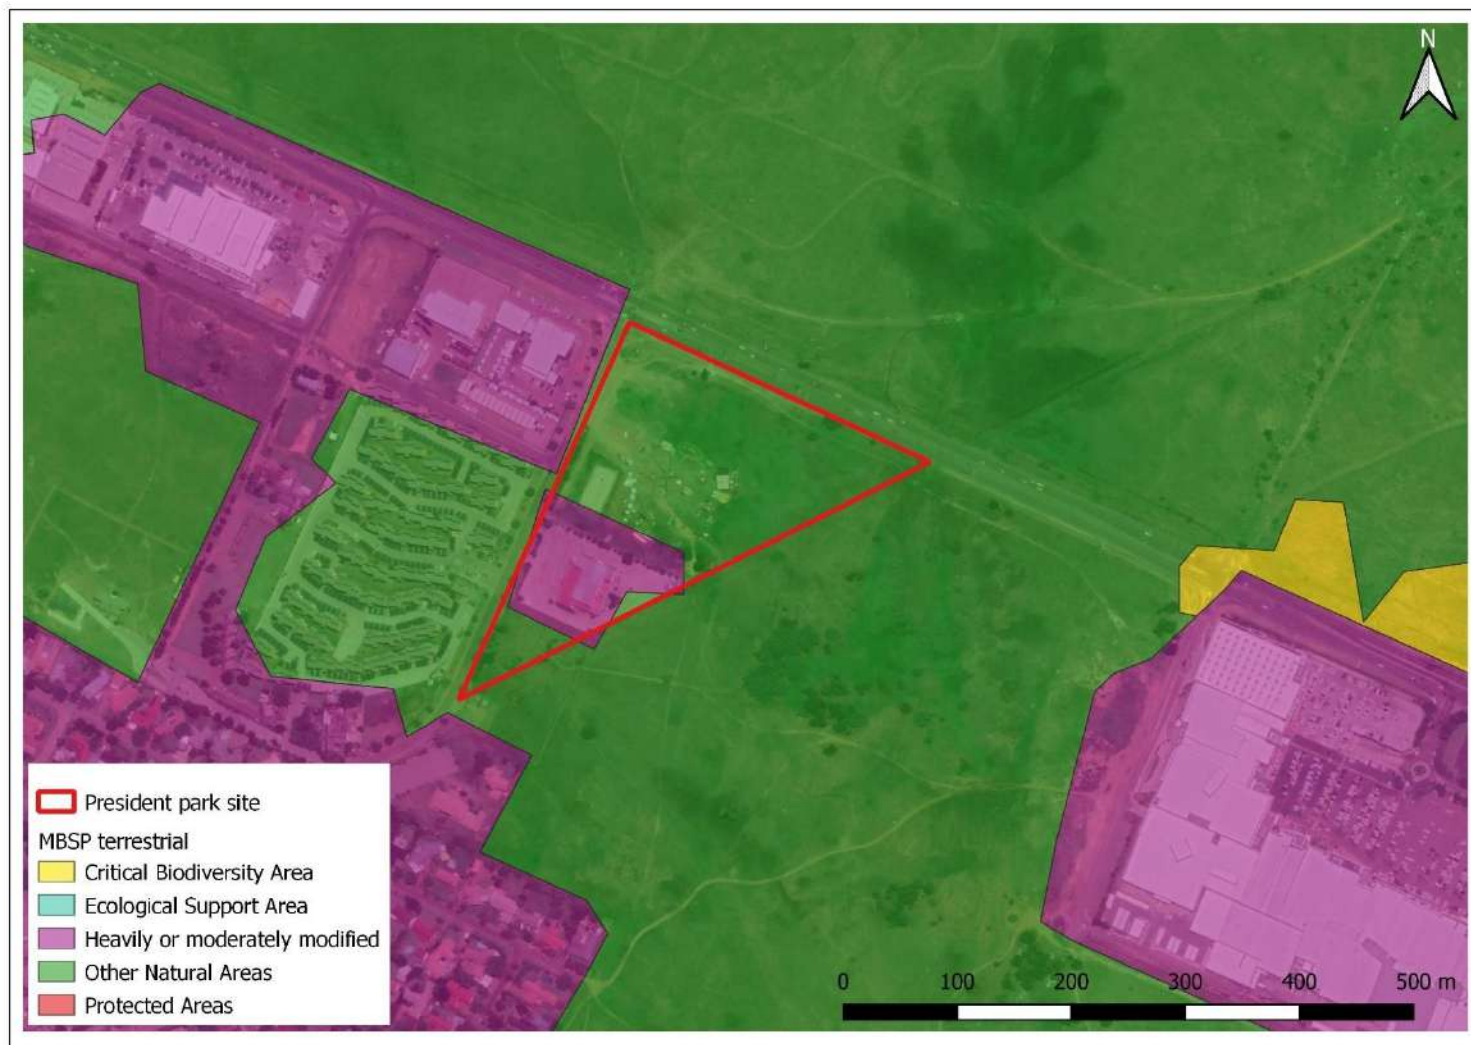 N
President park site
MBSP terrestrial
Critical Biodiversity Area
Ecological Support Area
Heavily or moderately modified
Other Natural Areas
Protected Areas
0 100 200 300 400 500 m